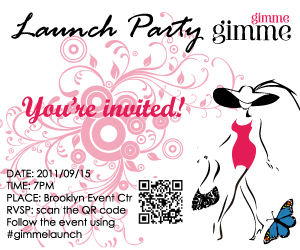 Launch Party
gimme
gimme
You're invited!
DATE: 2011/09/15
TIME: 7PM
PLACE: Brooklyn Event Ctr
RVSP: scan the QR code
Follow the event using
#gimmelaunch